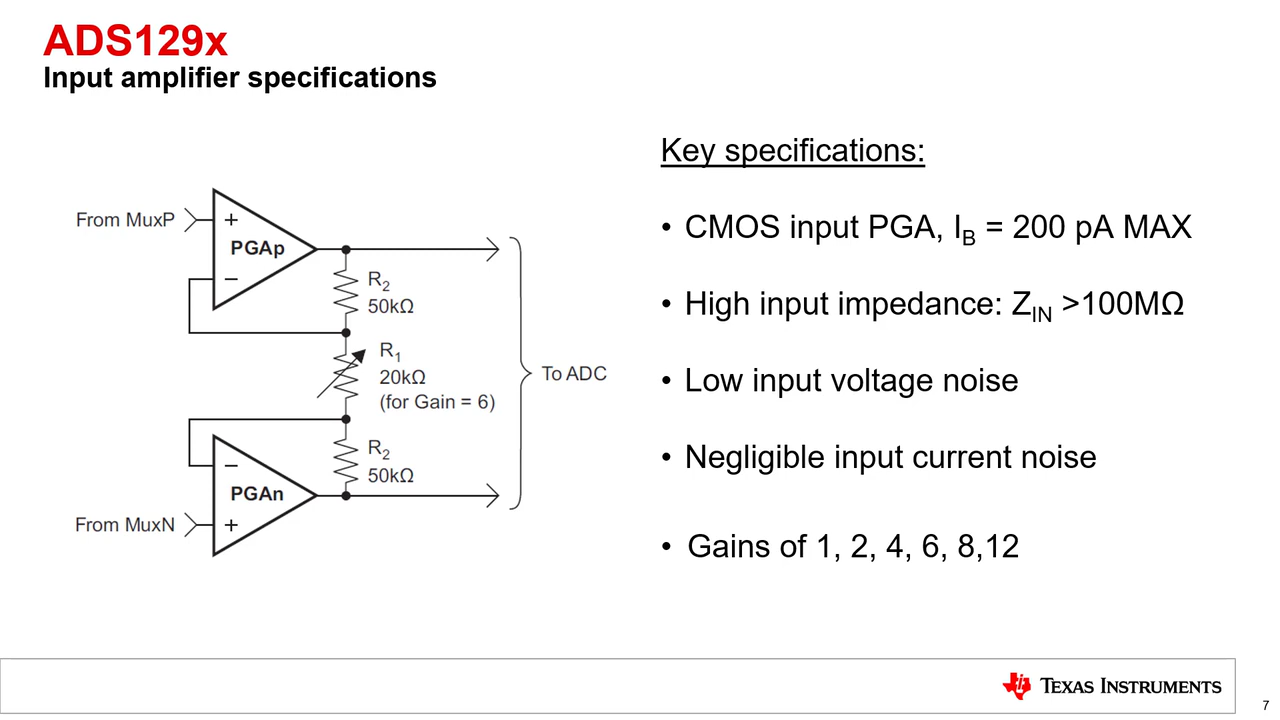 ADS129x
Input amplifier specifications
From MuxP
+
PGAp
−
R2
50kΩ
R1
20kΩ
(for Gain = 6)
To ADC
R2
50kΩ
−
PGAn
From MuxN
+
Key specifications:
• CMOS input PGA, IB = 200 pA MAX
• High input impedance: ZIN >100MΩ
• Low input voltage noise
• Negligible input current noise
• Gains of 1, 2, 4, 6, 8,12
TEXAS INSTRUMENTS
7